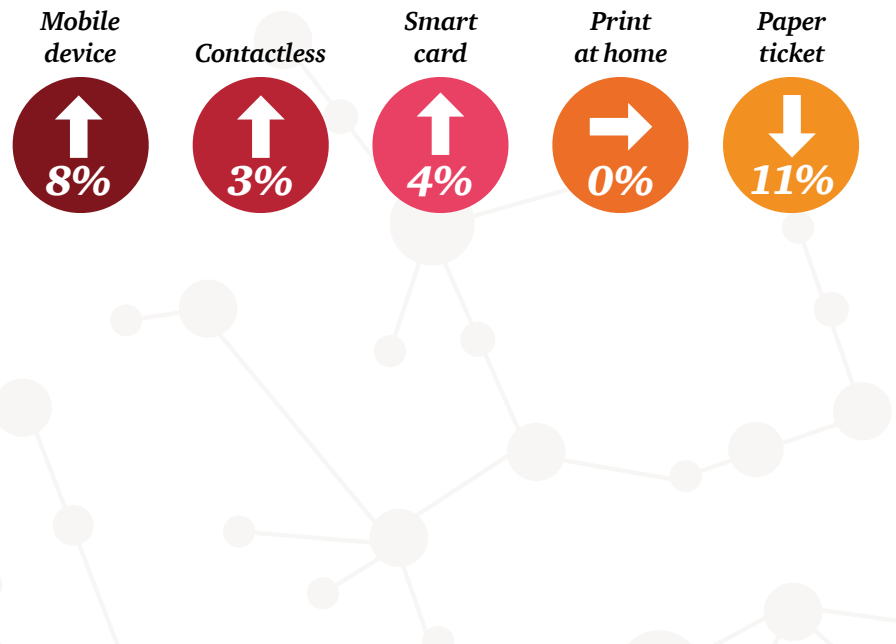 Mobile
device
Contactless
Smart
card
Print
at home
Paper
ticket
8%
3%
4%
0%
11%